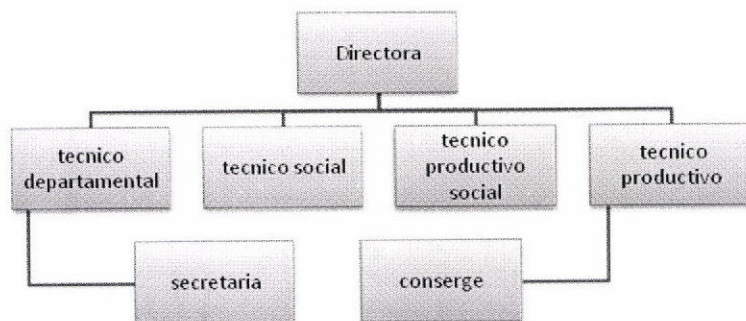 Directora
tecnico
departamental
tecnico social
tecnico
productivo
social
tecnico
productivo
secretaria
conserge